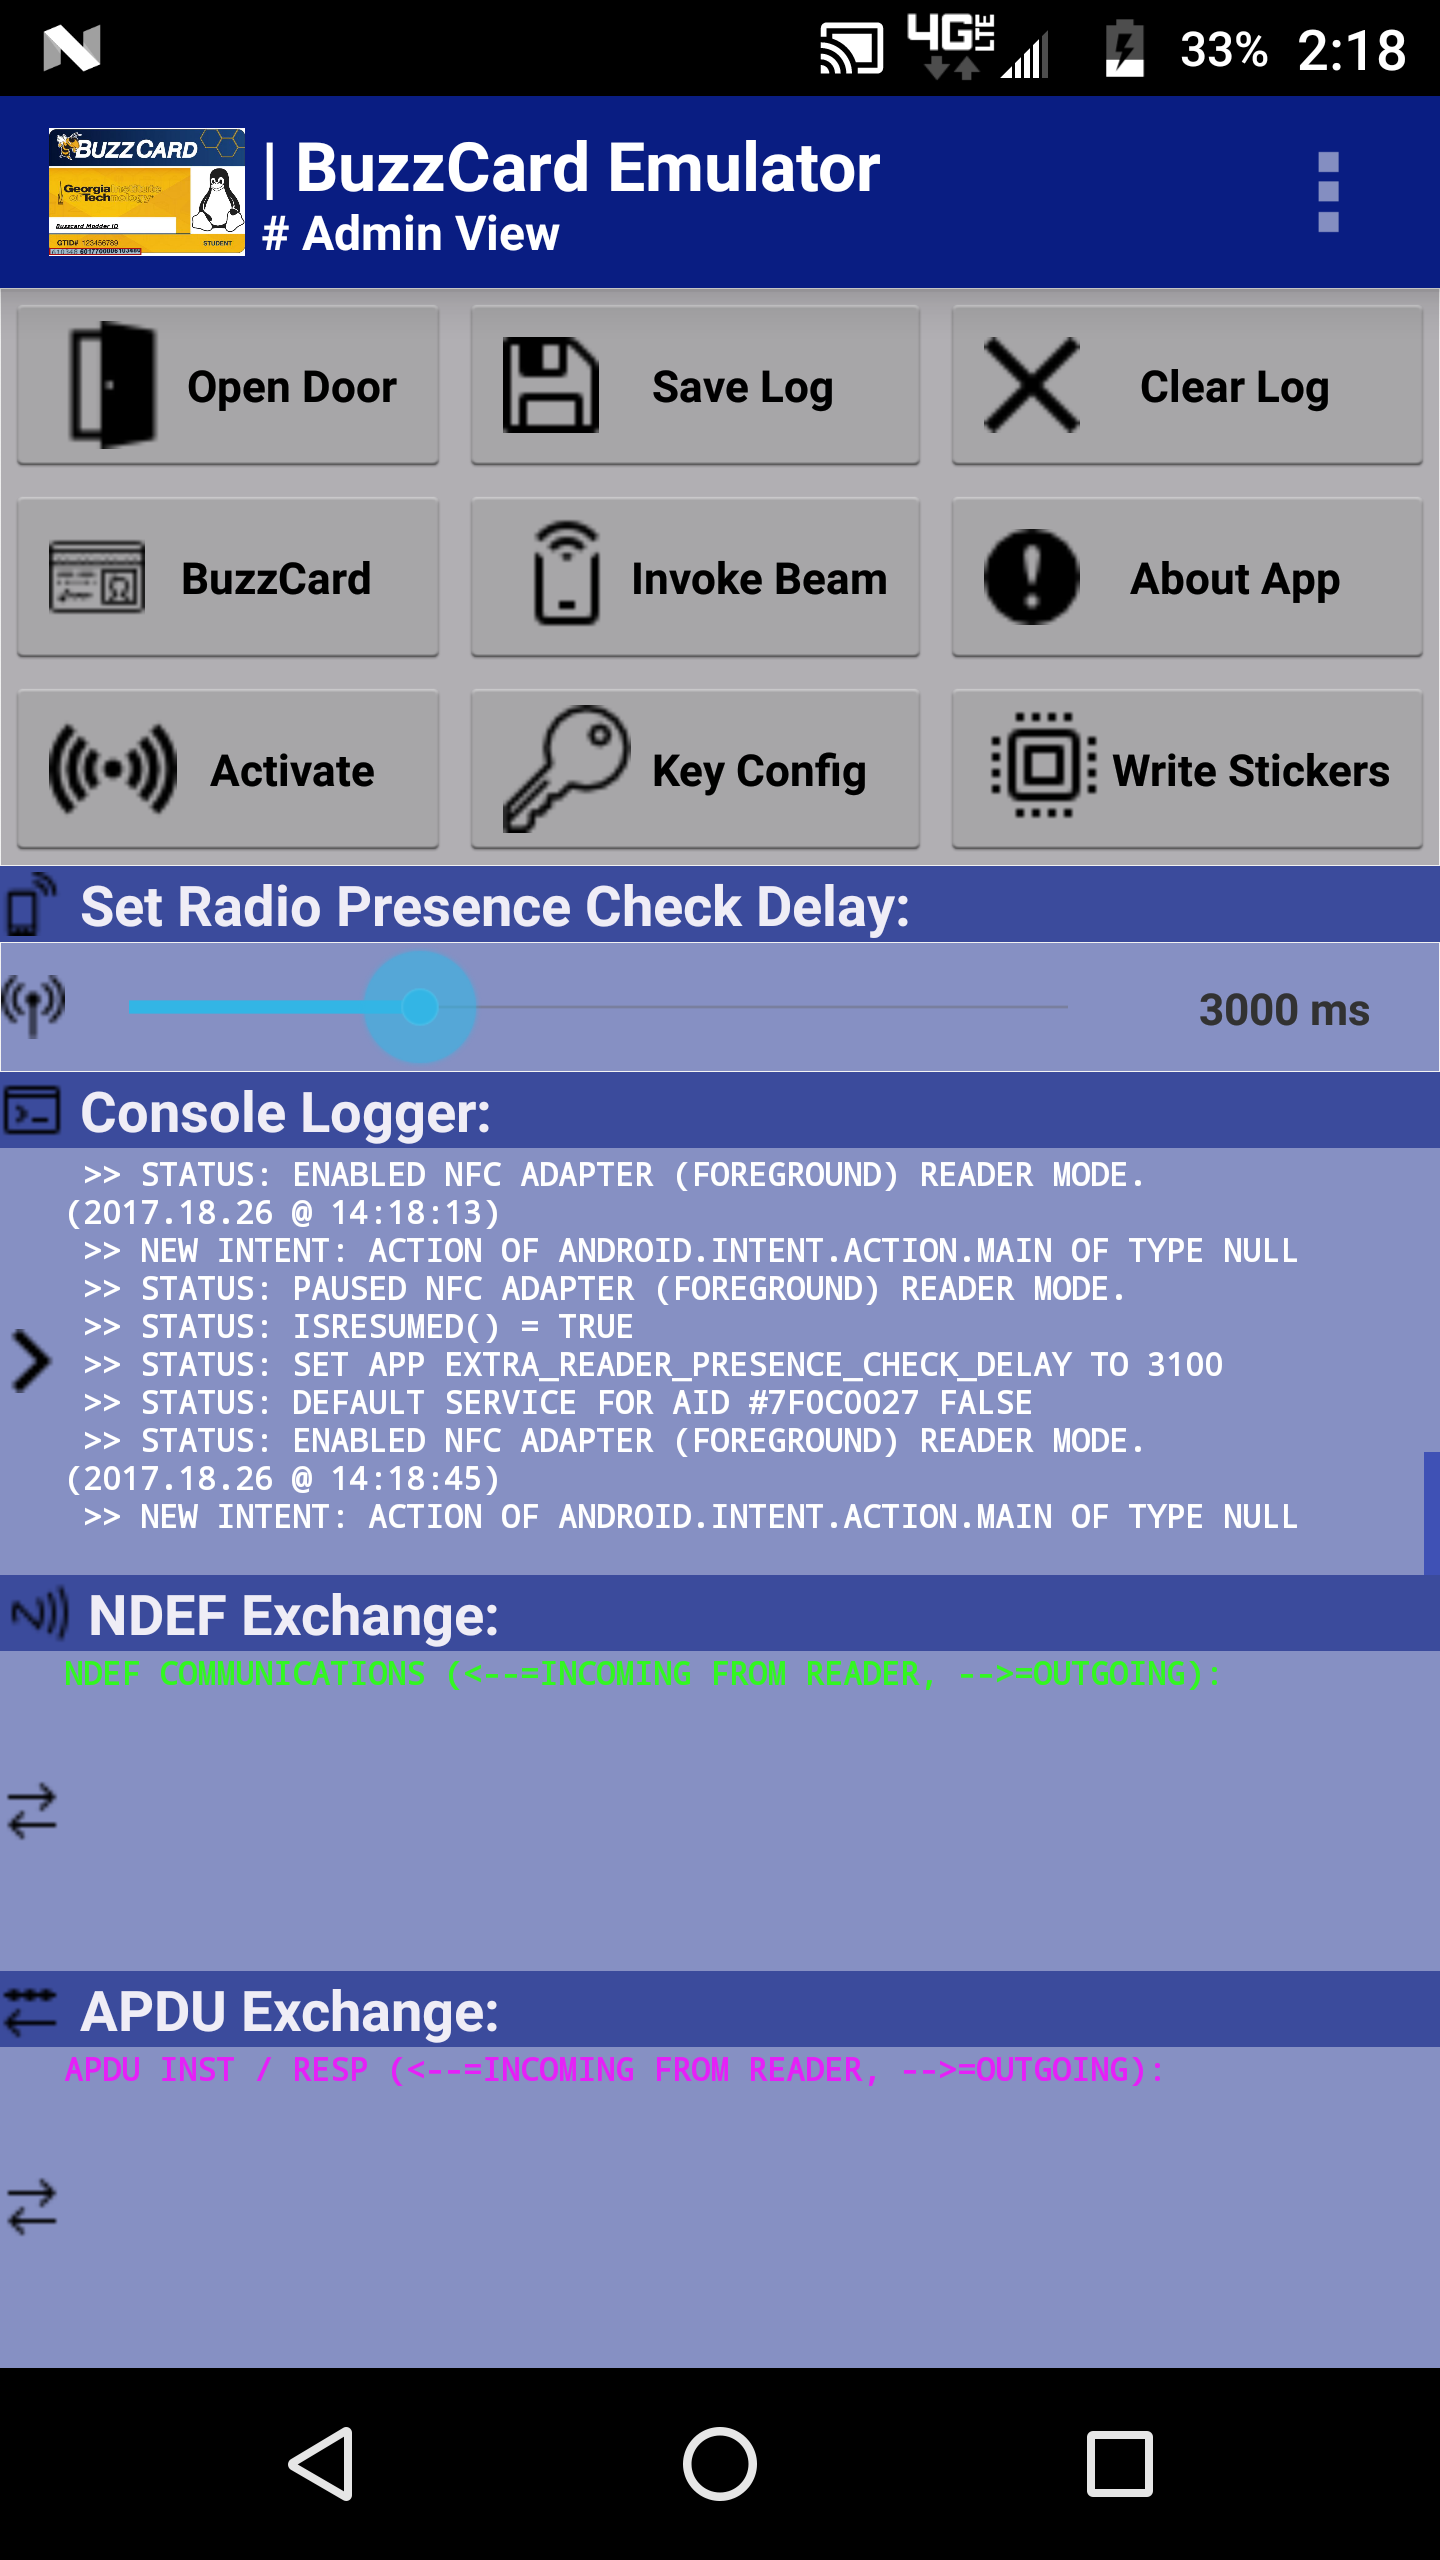 4G LTE 33% 2:18
BUZZCARD
Georgia Institute
of Technology
Buzzcard Modder ID
GTID# 123456789
STUDENT
| BuzzCard Emulator
# Admin View
Open Door
Save Log
Clear Log
BuzzCard
Invoke Beam
About App
Activate
Key Config
Write Stickers
Set Radio Presence Check Delay:
3000 ms
Console Logger:
>> STATUS: ENABLED NFC ADAPTER (FOREGROUND) READER MODE.
(2017.18.26 @ 14:18:13)
>> NEW INTENT: ACTION OF ANDROID.INTENT.ACTION.MAIN OF TYPE NULL
>> STATUS: PAUSED NFC ADAPTER (FOREGROUND) READER MODE.
>> STATUS: ISRESUMED() = TRUE
>> STATUS: SET APP EXTRA_READER_PRESENCE_CHECK_DELAY TO 3100
>> STATUS: DEFAULT SERVICE FOR AID #7F0C0027 FALSE
>> STATUS: ENABLED NFC ADAPTER (FOREGROUND) READER MODE.
(2017.18.26 @ 14:18:45)
>> NEW INTENT: ACTION OF ANDROID.INTENT.ACTION.MAIN OF TYPE NULL
NDEF Exchange:
NDEF COMMUNICATIONS (<--=INCOMING FROM READER, -->=OUTGOING):
APDU Exchange:
APDU INST / RESP (<--=INCOMING FROM READER, -->=OUTGOING):